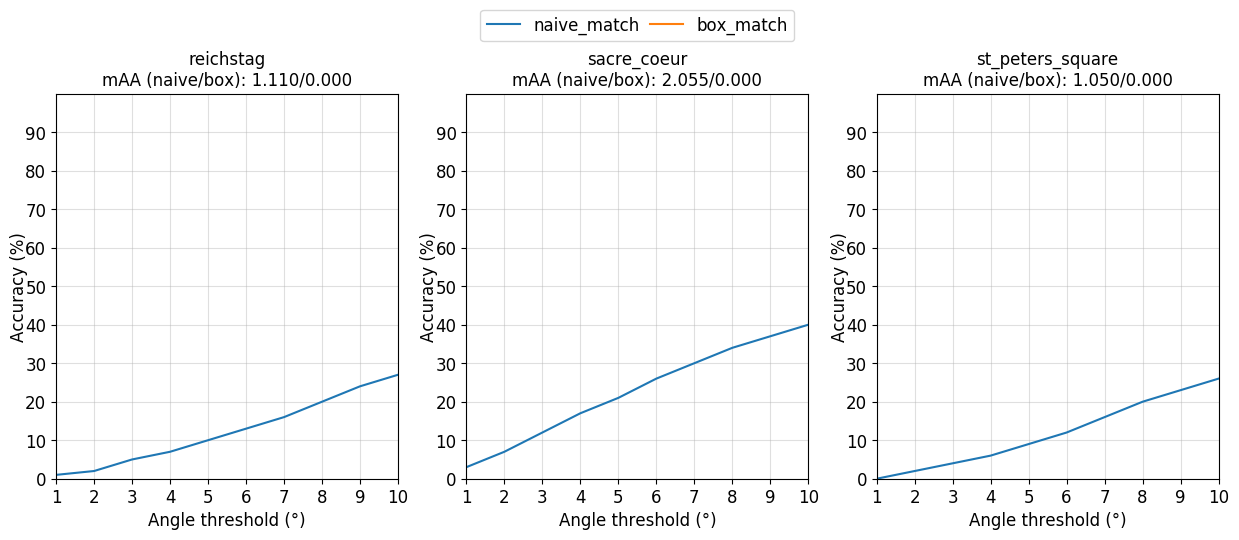 naive_match box_match
reichstag
mAA (naive/box): 1.110/0.000
90
80
70
60
50
40
30
20
10
0
Accuracy (%)
1 2 3 4 5 6 7 8 9 10
Angle threshold (°)
sacre_coeur
mAA (naive/box): 2.055/0.000
90
80
70
60
50
40
30
20
10
0
Accuracy (%)
1 2 3 4 5 6 7 8 9 10
Angle threshold (°)
st_peters_square
mAA (naive/box): 1.050/0.000
90
80
70
60
50
40
30
20
10
0
Accuracy (%)
1 2 3 4 5 6 7 8 9 10
Angle threshold (°)